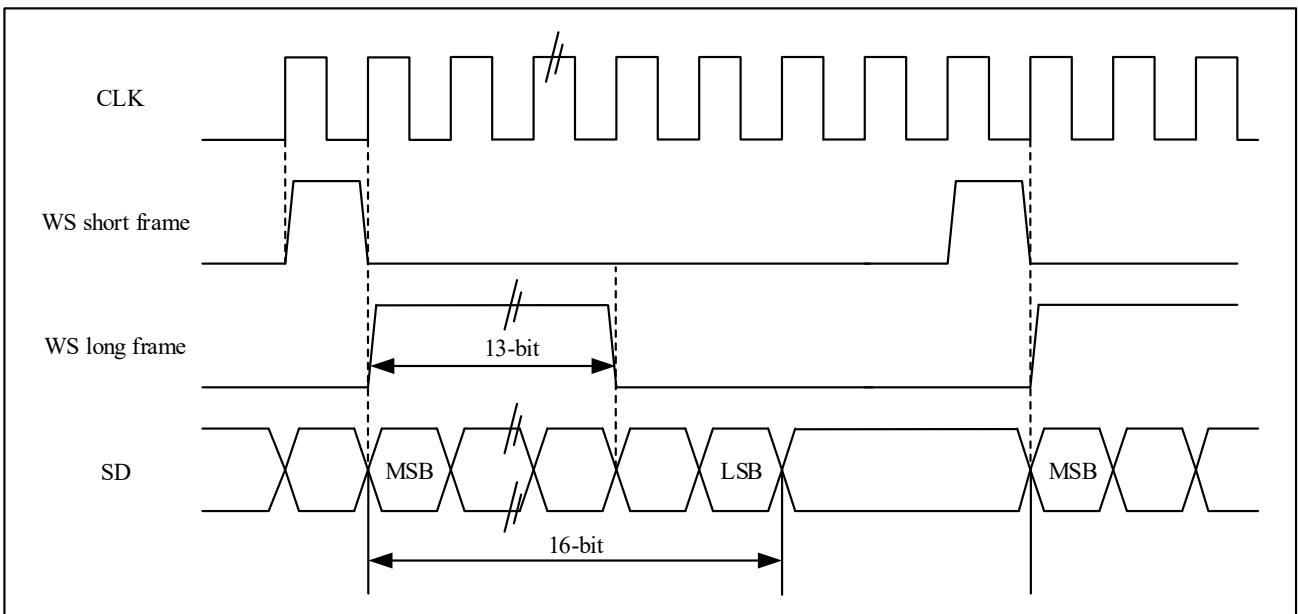 CLK
WS short frame
WS long frame
13-bit
SD
MSB
LSB
MSB
16-bit